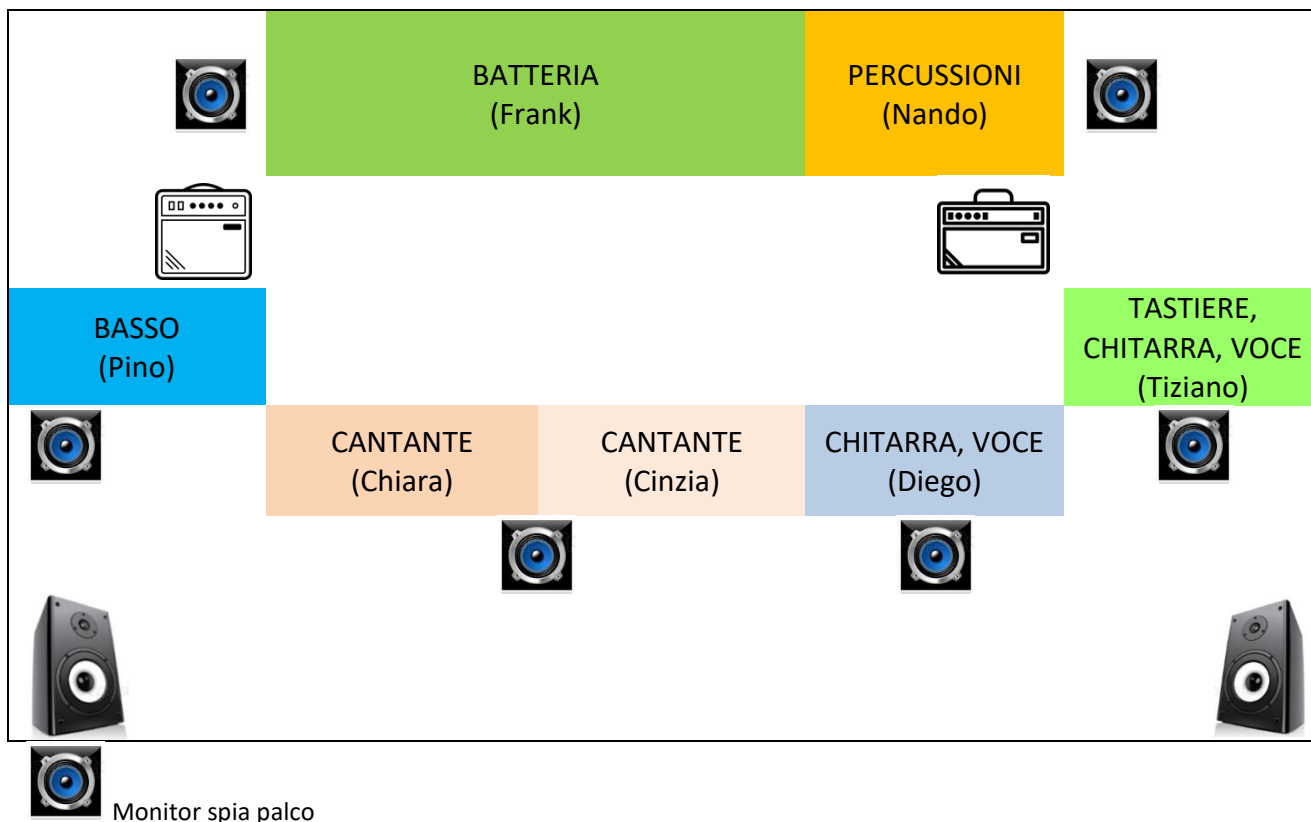 BATTERIA
(Frank)
PERCUSSIONI
(Nando)
BASSO
(Pino)
TASTIERE,
CHITARRA, VOCE
(Tiziano)
CANTANTE
(Chiara)
CANTANTE
(Cinzia)
CHITARRA, VOCE
(Diego)
Monitor spia palco